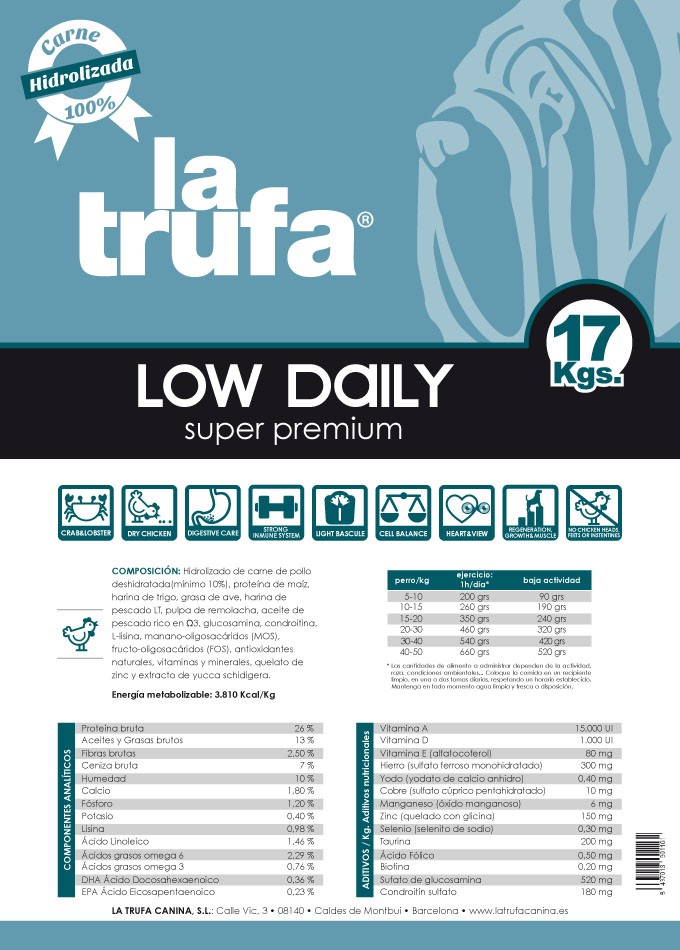 Carne
Hidrolizada
100%
la
trufa®
17
Kgs.
LOW DAILY
super premium
CRAB&LOBSTER
DRY CHICKEN
DIGESTIVE CARE
STRONG
INMUNE SYSTEM
LIGHT BASCULE
CELL BALANCE
HEART&VIEW
REGENERATION,
GROWTH&MUSCLE
NO CHICKEN HEADS,
FEETS OR INSTENTINES
COMPOSICIÓN: Hidrolizado de carne de pollo
deshidratada(mínimo 10%), proteína de maíz,
harina de trigo, grasa de ave, harina de
pescado LT, pulpa de remolacha, aceite de
pescado rico en Ω3, glucosamina, condroitina,
L-lisina, manano-oligosacáridos (MOS),
fructo-oligosacáridos (FOS), antioxidantes
naturales, vitaminas y minerales, quelato de
zinc y extracto de yucca schidigera.
Energía metabolizable: 3.810 Kcal/Kg
perro/kg ejercicio: 1h/día* baja actividad
5-10 200 grs 90 grs
10-15 260 grs 190 grs
15-20 350 grs 240 grs
20-30 460 grs 320 grs
30-40 540 grs 420 grs
40-50 660 grs 520 grs
* Las cantidades de alimento a administrar dependen de la actividad,
raza, condiciones ambientales... Coloque la comida en un recipiente
limpio, en una o dos tomas diarias, respetando un horario establecido.
Mantenga en todo momento agua limpia y fresca a disposición.
COMPONENTES ANALÍTICOS
Proteína bruta 26 %
Aceites y Grasas brutos 13 %
Fibras brutas 2,50 %
Ceniza bruta 7 %
Humedad 10 %
Calcio 1,80 %
Fósforo 1,20 %
Potasio 0,40 %
Lisina 0,98 %
Ácido Linoleico 1,46 %
Ácidos grasos omega 6 2,29 %
Ácidos grasos omega 3 0,76 %
DHA Ácido Docosahexaenoico 0,36 %
EPA Ácido Eicosapentaenoico 0,23 %
ADITIVOS / Kg. Aditivos nutricionales
Vitamina A 15.000 UI
Vitamina D 1.000 UI
Vitamina E (alfatocoferol) 80 mg
Hierro (sulfato ferroso monohidratado) 300 mg
Yodo (yodato de calcio anhidro) 0,40 mg
Cobre (sulfato cúprico pentahidratado) 10 mg
Manganeso (óxido manganoso) 6 mg
Zinc (quelado con glicina) 150 mg
Selenio (selenito de sodio) 0,30 mg
Taurina 200 mg
Ácido Fólico 0,50 mg
Biotina 0,20 mg
Sufato de glucosamina 520 mg
Condroitín sulfato 180 mg
LA TRUFA CANINA, S.L.: Calle Vic, 3 • 08140 • Caldes de Montbui • Barcelona • www.latrufacanina.es